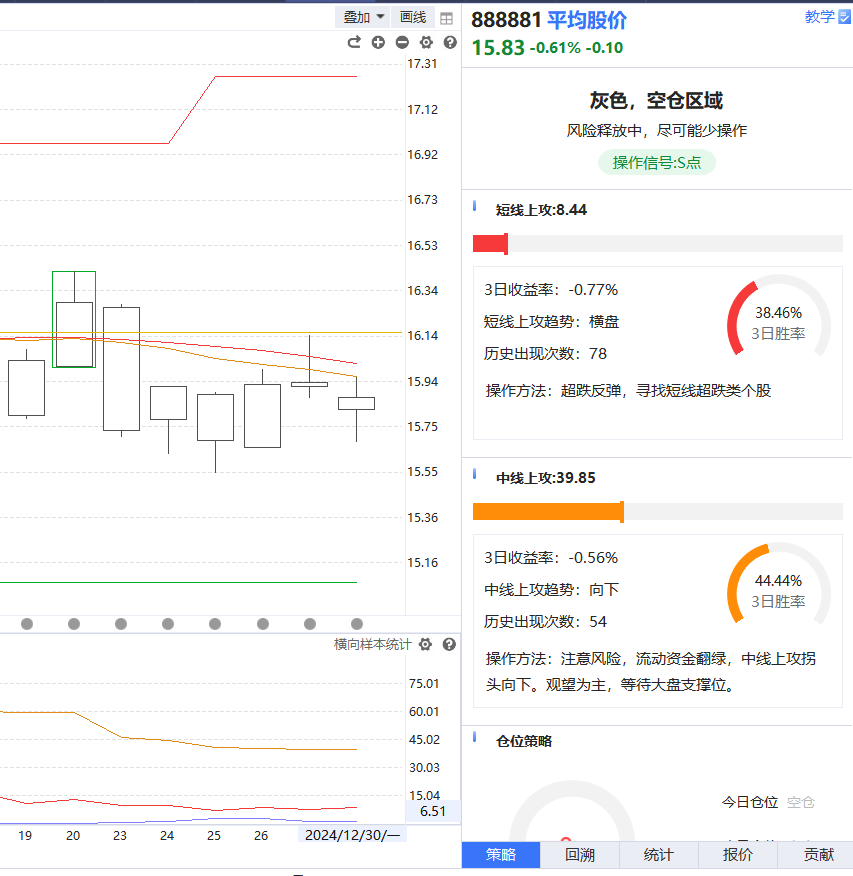 叠加 画线
17.31
17.12
16.92
16.73
16.53
16.34
16.14
15.94
15.75
15.55
15.36
15.16
横向样本统计
75.01
60.01
45.02
30.03
15.04
6.51
19 20 23 24 25 26 2024/12/30/一
888881 平均股价 教学
15.83 -0.61% -0.10
灰色，空仓区域
风险释放中，尽可能少操作
操作信号:S点
短线上攻:8.44
3日收益率：-0.77%
短线上攻趋势：横盘
历史出现次数：78
38.46%
3日胜率
操作方法：超跌反弹，寻找短线超跌类个股
中线上攻:39.85
3日收益率：-0.56%
中线上攻趋势：向下
历史出现次数：54
44.44%
3日胜率
操作方法：注意风险，流动资金翻绿，中线上攻拐
头向下。观望为主，等待大盘支撑位。
仓位策略
今日仓位 空仓
策略 回溯 统计 报价 贡献